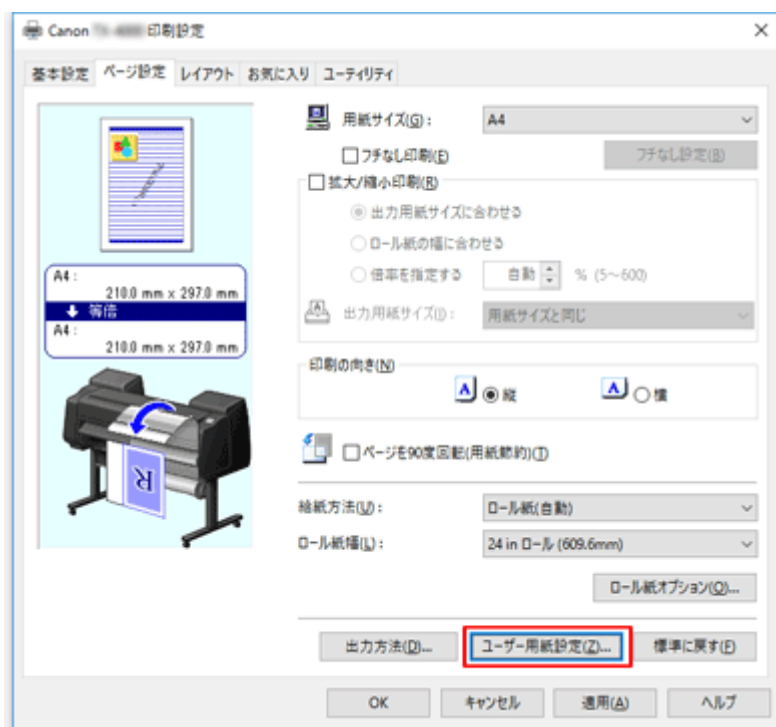 Canon 印刷設定
基本設定 ページ設定 レイアウト お気に入り ユーティリティ
用紙サイズ(G): A4
フチなし印刷(E) フチなし設定(B)
拡大/縮小印刷(R)
出力用紙サイズに合わせる
ロール紙の幅に合わせる
倍率を指定する 自動 % (5～600)
出力用紙サイズ(I): 用紙サイズと同じ
A4:
210.0 mm x 297.0 mm
等倍
A4:
210.0 mm x 297.0 mm
印刷の向き(N)
A 縦 A 横
R
ページを90度回転(用紙節約)(T)
給紙方法(U): ロール紙(自動)
ロール紙幅(L): 24 in ロール (609.6mm)
ロール紙オプション(O)...
出力方法(D)... ユーザー用紙設定(Z)... 標準に戻す(F)
OK キャンセル 適用(A) ヘルプ